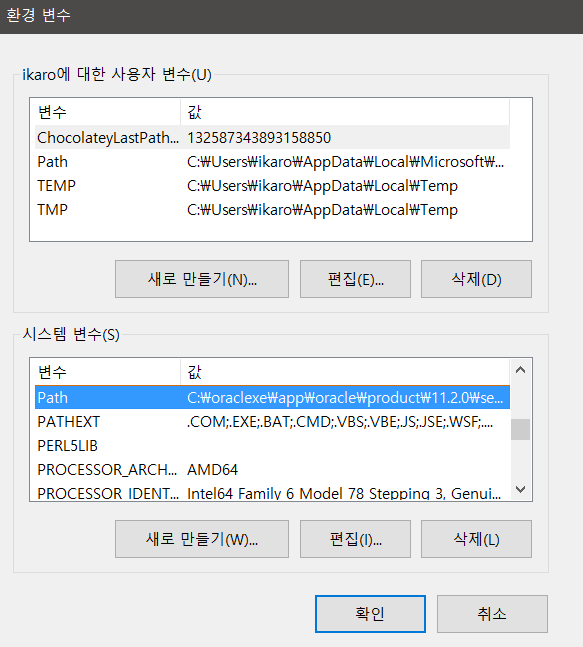 환경 변수
ikaro에 대한 사용자 변수(U)
변수 값
ChocolateyLastPath... 132587343893158850
Path C:₩Users₩ikaro₩AppData₩Local₩Microsoft₩...
TEMP C:₩Users₩ikaro₩AppData₩Local₩Temp
TMP C:₩Users₩ikaro₩AppData₩Local₩Temp
새로 만들기(N)... 편집(E)... 삭제(D)
시스템 변수(S)
변수 값
Path C:₩oraclexe₩app₩oracle₩product₩11.2.0₩se...
PATHEXT .COM;.EXE;.BAT;.CMD;.VBS;.VBE;.JS;.JSE;.WSF;....
PERL5LIB
PROCESSOR_ARCH... AMD64
PROCESSOR_IDENT... Intel64 Family 6 Model 78 Stepping 3, Genui...
새로 만들기(W)... 편집(I)... 삭제(L)
확인 취소